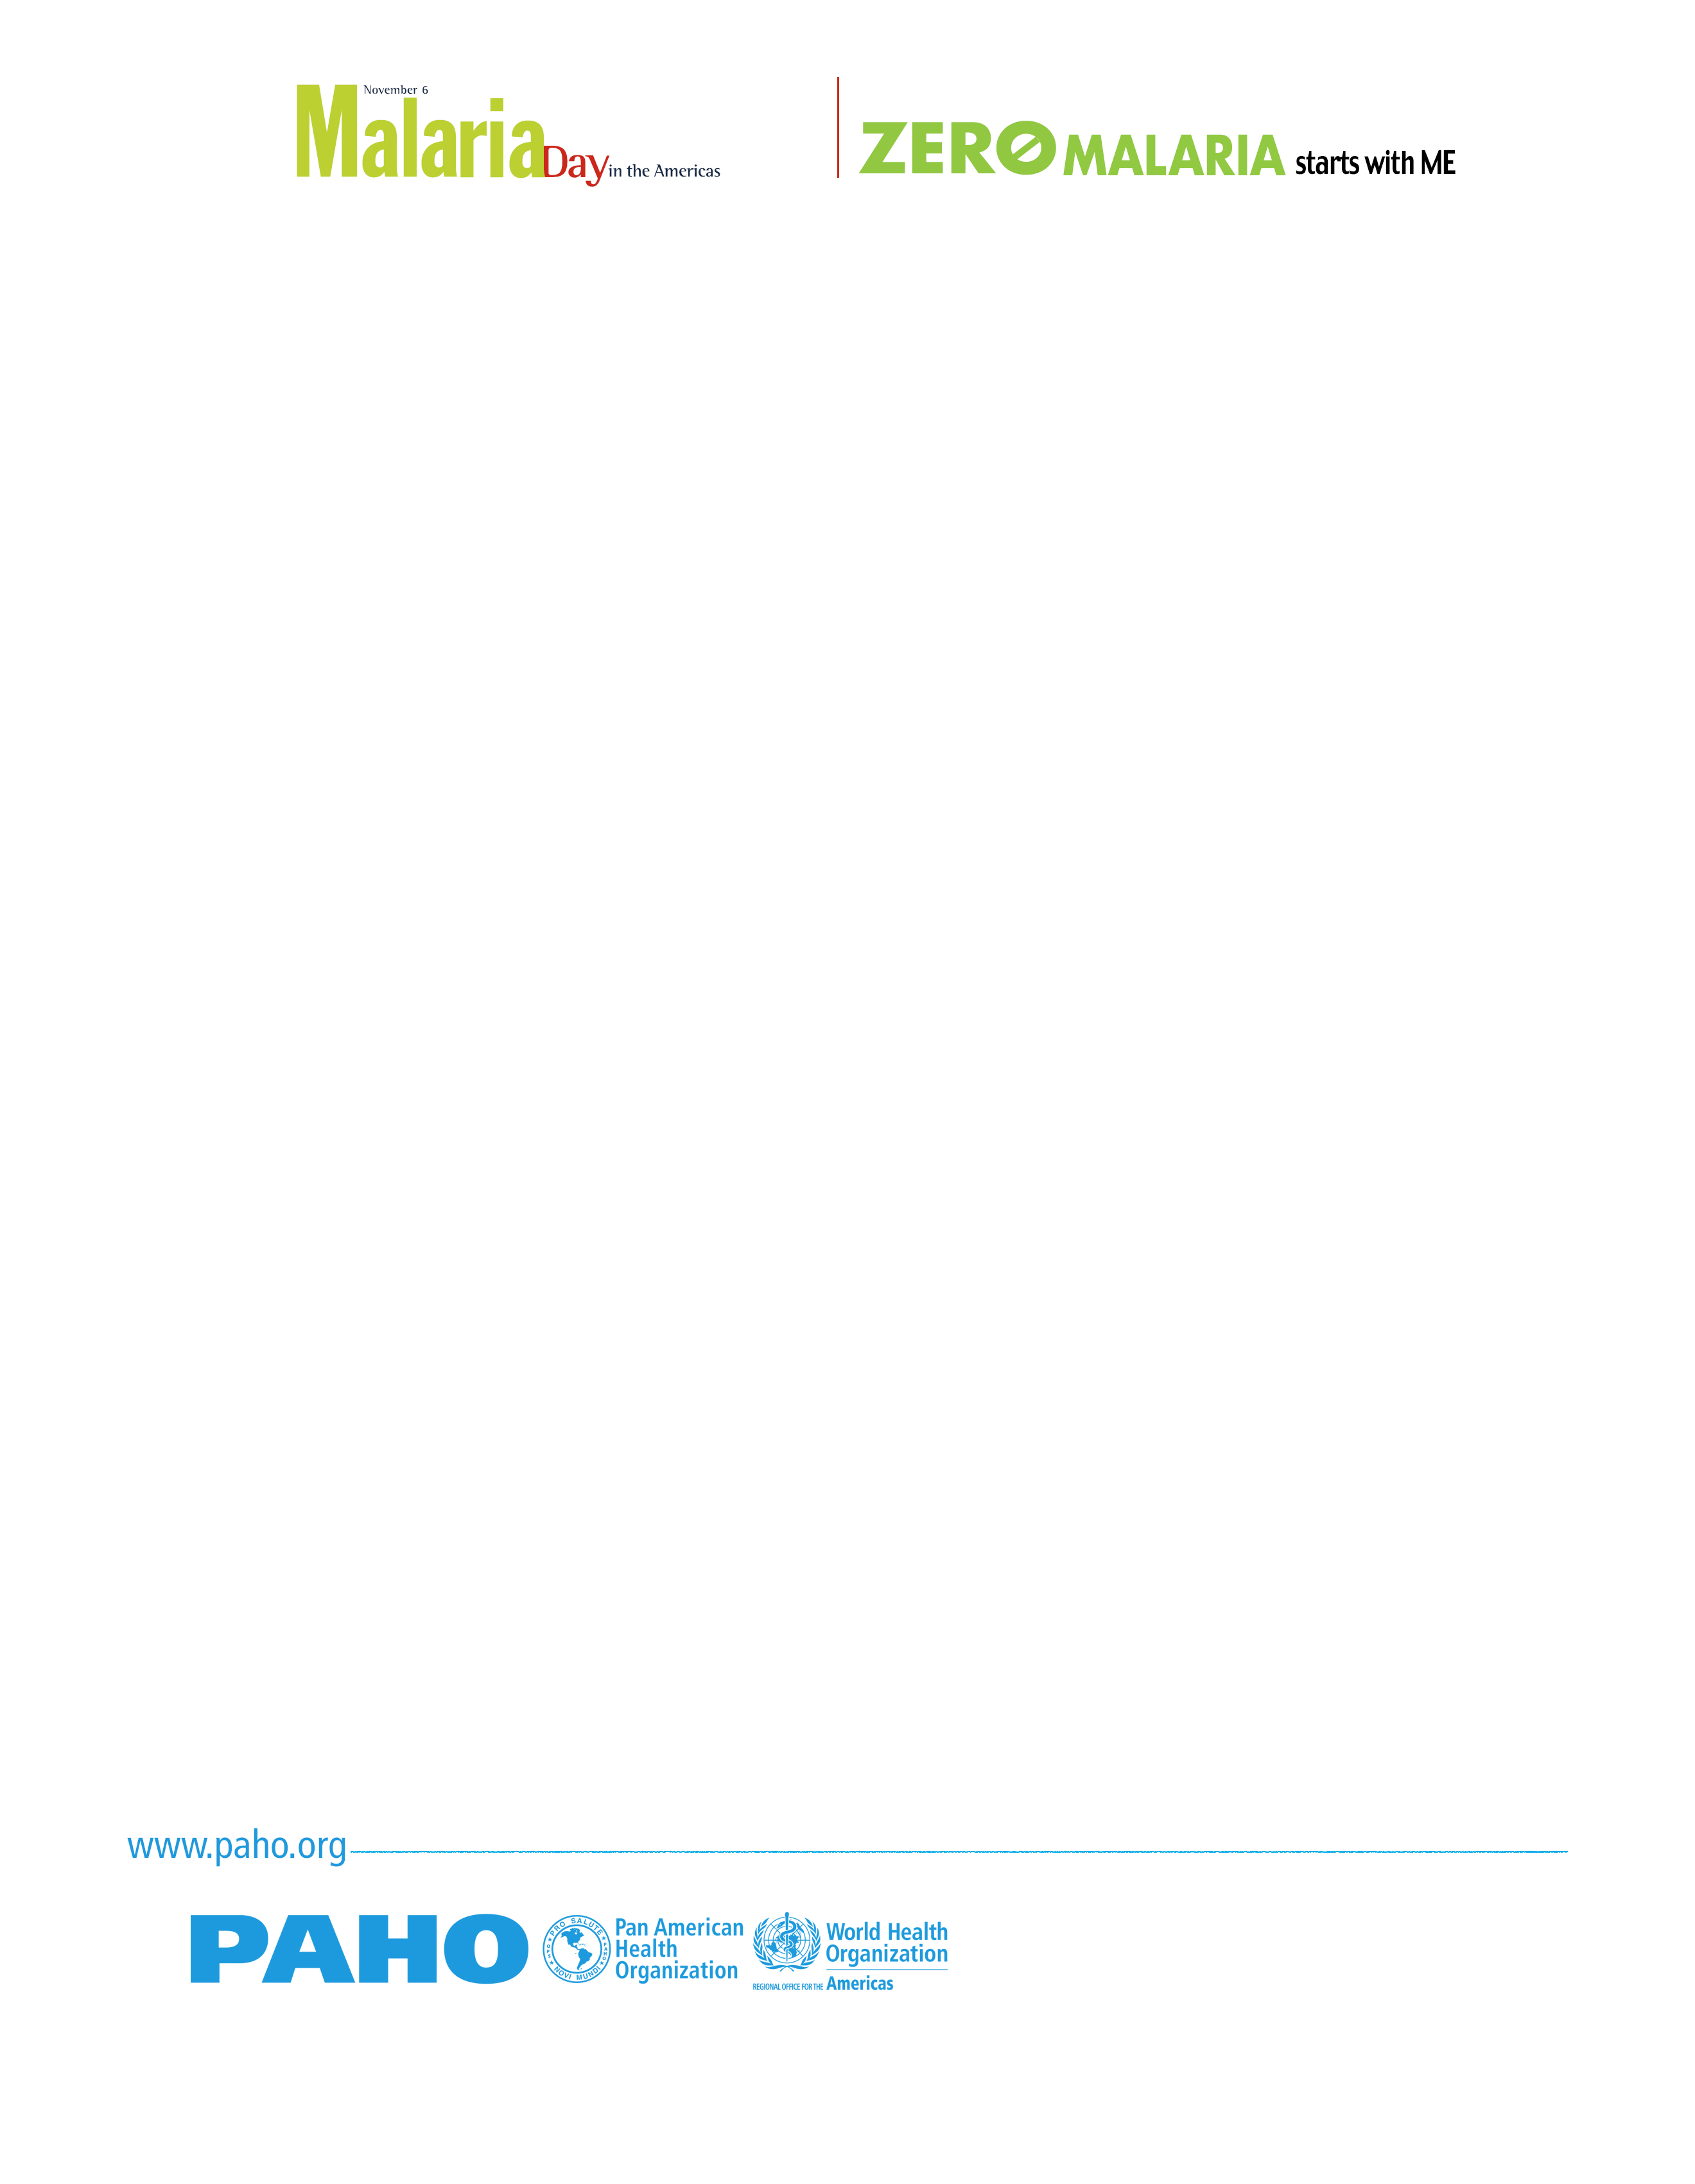 November 6
Malaria Day in the Americas
ZERO MALARIA starts with ME
www.paho.org
PAHO
PRO SALUTE
NOVI MUNDI
Pan American
Health
Organization
World Health
Organization
REGIONAL OFFICE FOR THE Americas